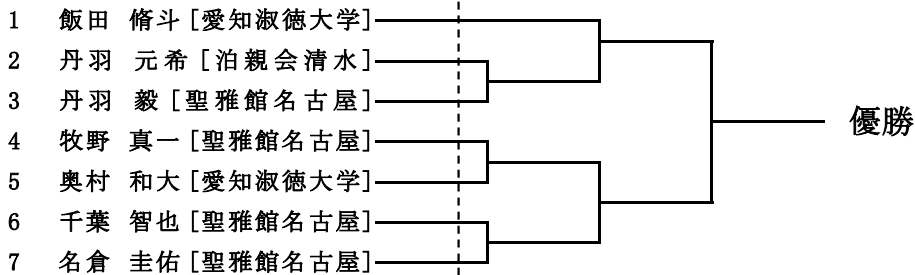 1 飯田 脩斗[愛知淑徳大学]
2 丹羽 元希[泊親会清水]
3 丹羽 毅[聖雅館名古屋]
4 牧野 真一[聖雅館名古屋]
5 奥村 和大[愛知淑徳大学]
6 千葉 智也[聖雅館名古屋]
7 名倉 圭佑[聖雅館名古屋]
優勝